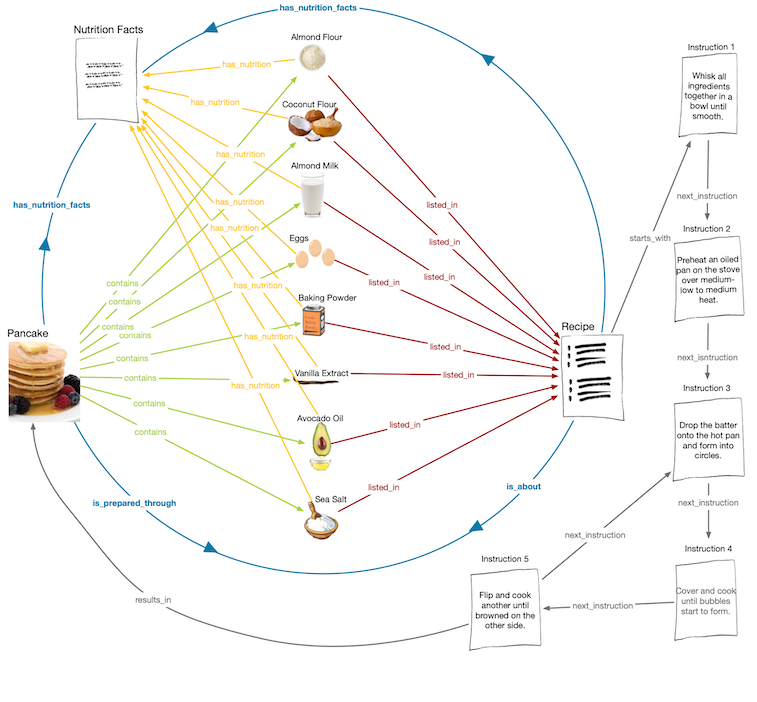 has_nutrition_facts
Nutrition Facts
Almond Flour
has_nutrition
listed_in
Coconut Flour
has_nutrition
listed_in
Almond Milk
has_nutrition
listed_in
Eggs
has_nutrition
listed_in
Baking Powder
has_nutrition
listed_in
Vanilla Extract
has_nutrition
listed_in
Avocado Oil
has_nutrition
listed_in
Sea Salt
has_nutrition
listed_in
has_nutrition_facts
Pancake
contains
contains
contains
contains
contains
contains
contains
contains
is_prepared_through
is_about
results_in
Recipe
starts_with
Instruction 1
Whisk all
ingredients
together in a
bowl until
smooth.
next_instruction
Instruction 2
Preheat an oiled
pan on the stove
over medium-
low to medium
heat.
next_isntruction
Instruction 3
Drop the batter
onto the hot pan
and form into
circles.
next_instruction
Instruction 4
Cover and cook
until bubbles
start to form.
next_instruction
Instruction 5
Flip and cook
another until
browned on the
other side.
next_instruction